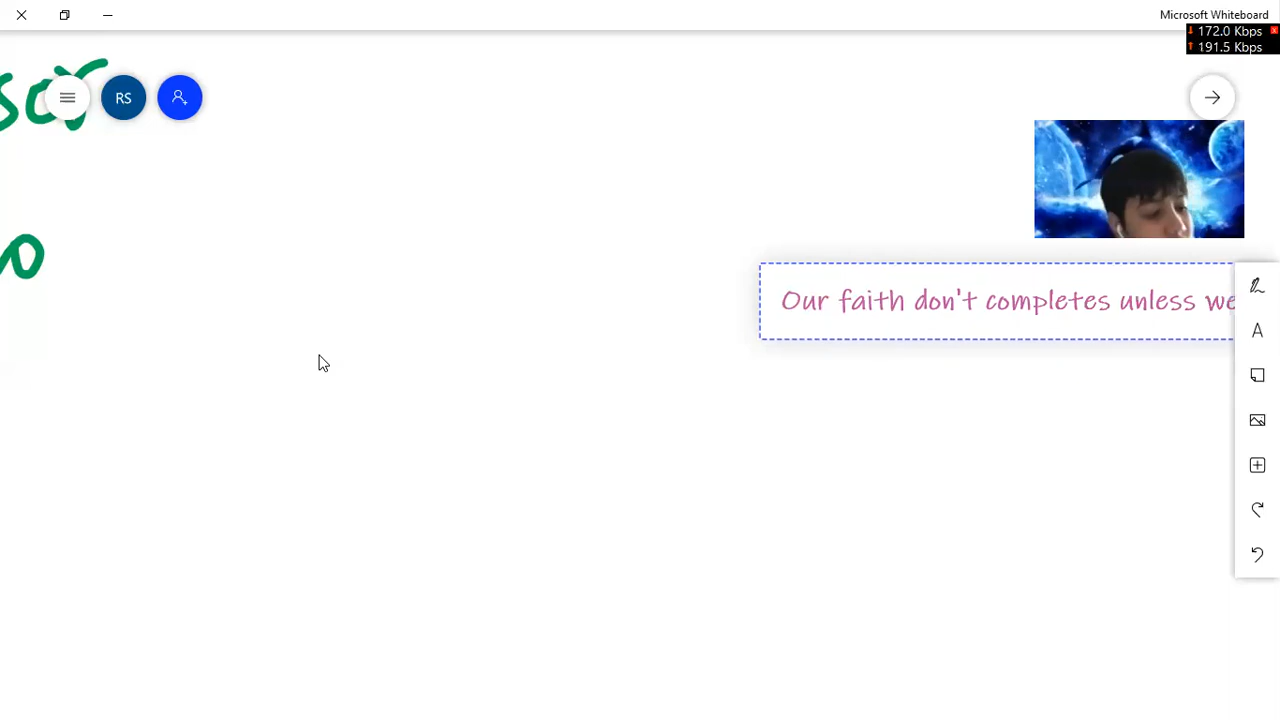 Microsoft Whiteboard
172.0 Kbps
191.5 Kbps
RS
Our faith don't completes unless we
A